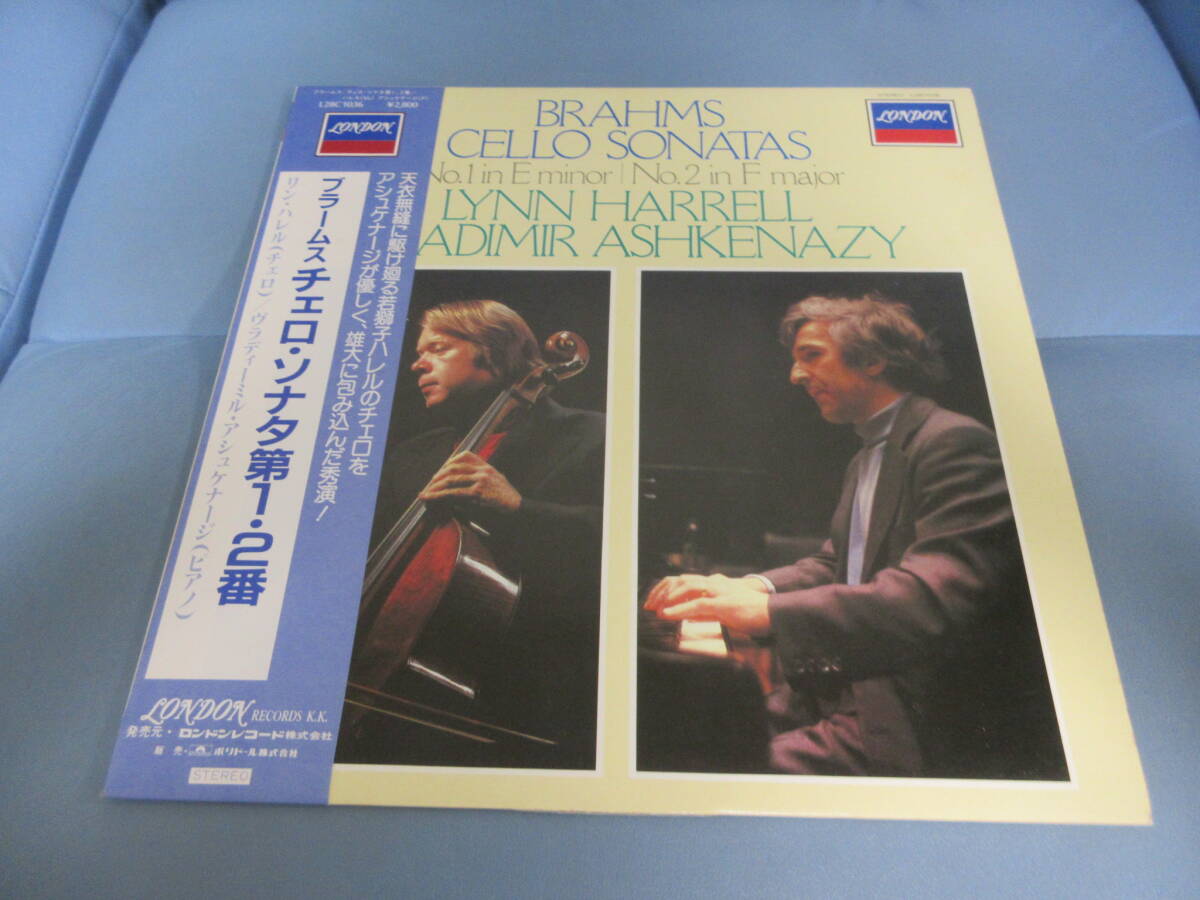 L28C 1036 ¥2,800
LONDON
ブラームス チェロ・ソナタ第1・2番
リン・ハレル(チェロ)/ヴラディーミル・アシュケナージ(ピアノ)
天衣無縫に駆け廻る若獅子ハレルのチェロを
アシュケナージが優しく、雄大に包み込んだ秀演!
LONDON RECORDS K.K.
発売元・ロンドンレコード株式会社
販売・ポリドール株式会社
STEREO
BRAHMS
CELLO SONATAS
No.1 in E minor | No.2 in F major
LYNN HARRELL
ADIMIR ASHKENAZY
LONDON